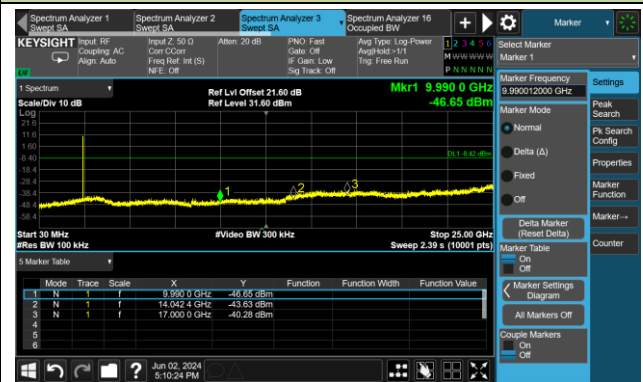 Spectrum Analyzer 1
Swept SA
Spectrum Analyzer 2
Swept SA
Spectrum Analyzer 3
Swept SA
Spectrum Analyzer 16
Occupied BW
Marker
KEYSIGHT
Input: RF
Coupling: AC
Align: Auto
Input Z: 50 Ω
Corr CCorr
Freq Ref: Int (S)
NFE: Off
Atten: 20 dB
PNO: Fast
Gate: Off
IF Gain: Low
Sig Track: Off
Avg Type: Log-Power
Avg|Hold:>1/1
Trig: Free Run
1 2 3 4 5 6
M W W W W W
P N N N N N
LW
Select Marker
Marker 1
1 Spectrum
Scale/Div 10 dB
Ref Lvl Offset 21.60 dB
Ref Level 31.60 dBm
Mkr1 9.990 0 GHz
-46.65 dBm
Log
21.6
11.6
1.60
-8.40
-18.4
-28.4
-38.4
-48.4
-58.4
DL1 -8.42 dBm
1
2
3
Start 30 MHz
#Res BW 100 kHz
#Video BW 300 kHz
Stop 25.00 GHz
Sweep 2.39 s (10001 pts)
5 Marker Table
Mode Trace Scale X Y Function Function Width Function Value
1 N 1 f 9.990 0 GHz -46.65 dBm
2 N 1 f 14.042 4 GHz -43.63 dBm
3 N 1 f 17.000 0 GHz -40.28 dBm
4
5
6
Marker Frequency
9.990012000 GHz
Marker Mode
Normal
Delta (Δ)
Fixed
Off
Delta Marker
(Reset Delta)
Marker Table
On
Off
Marker Settings
Diagram
All Markers Off
Couple Markers
On
Off
Settings
Peak
Search
Pk Search
Config
Properties
Marker
Function
Marker→
Counter
?
Jun 02, 2024
5:10:24 PM